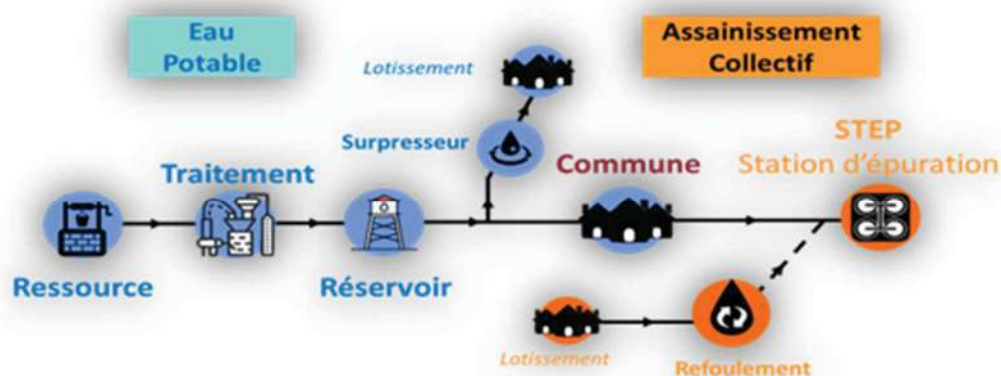 Eau
Potable
Assainissement
Collectif
Lotissement
Surpresseur
STEP
Station d'épuration
Commune
Traitement
Ressource
Réservoir
Lotissement
Refoulement